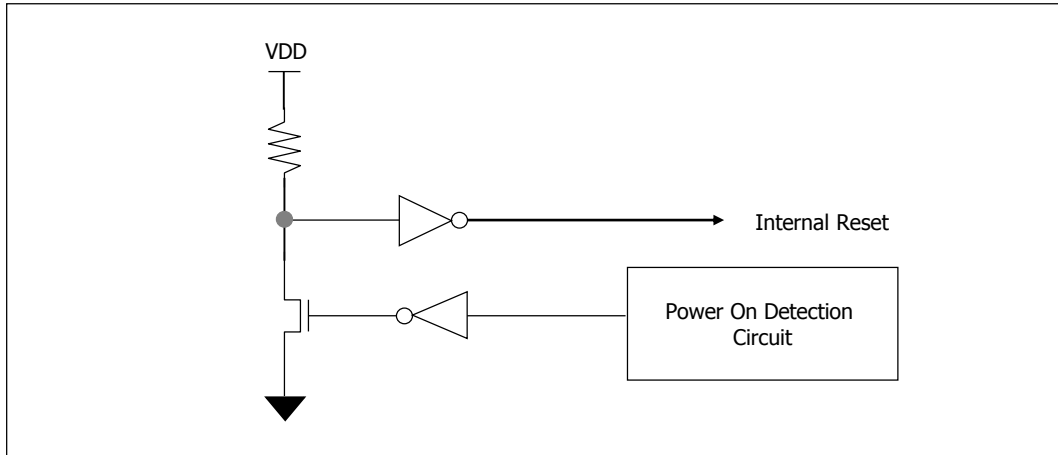 VDD
Internal Reset
Power On Detection
Circuit